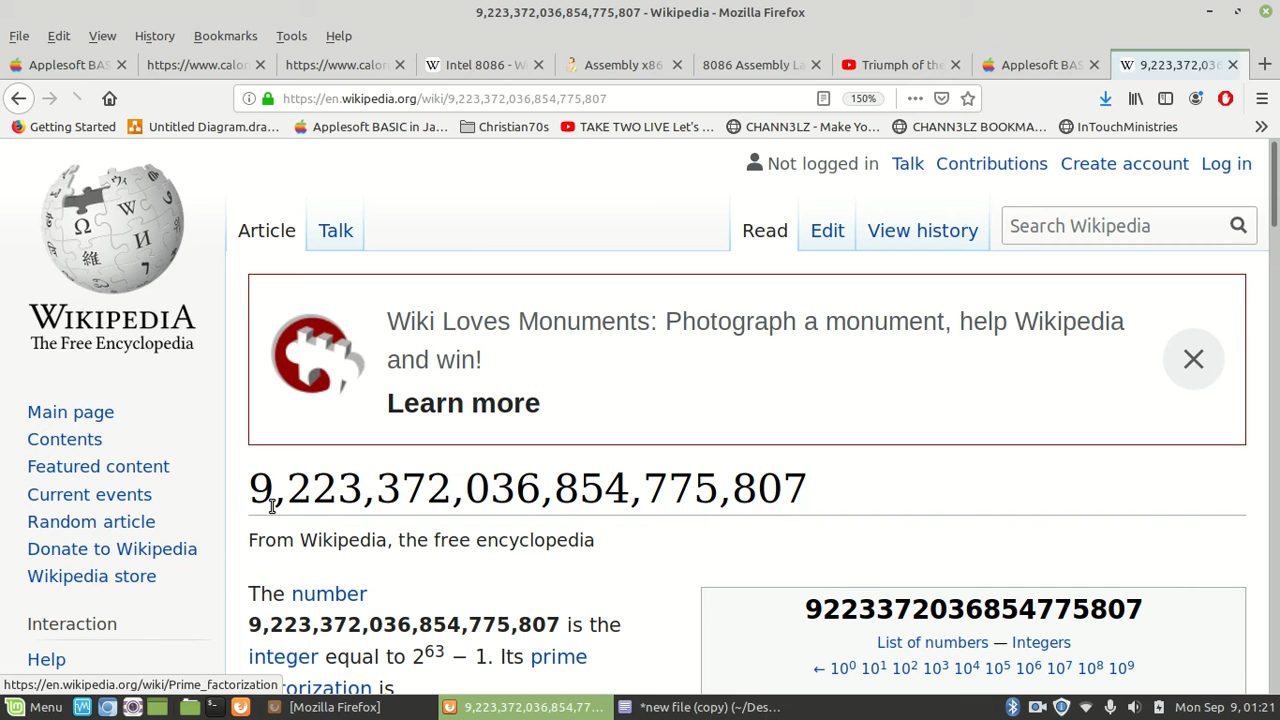 9,223,372,036,854,775,807 - Wikipedia - Mozilla Firefox
File Edit View History Bookmarks Tools Help
Applesoft BAS https://www.calor https://www.calor Intel 8086 - Wi Assembly x86 8086 Assembly La Triumph of the Applesoft BAS 9,223,372,036
https://en.wikipedia.org/wiki/9,223,372,036,854,775,807 150%
Getting Started Untitled Diagram.dra... Applesoft BASIC in Ja... Christian70s TAKE TWO LIVE Let's ... CHANN3LZ - Make Yo... CHANN3LZ BOOKMA... InTouchMinistries
Not logged in Talk Contributions Create account Log in
Article Talk Read Edit View history Search Wikipedia
WIKIPEDIA
The Free Encyclopedia
Wiki Loves Monuments: Photograph a monument, help Wikipedia
and win!
Learn more
Main page
Contents
Featured content
Current events
Random article
Donate to Wikipedia
Wikipedia store
Interaction
Help
9,223,372,036,854,775,807
From Wikipedia, the free encyclopedia
The number
9,223,372,036,854,775,807 is the
integer equal to 2⁶³ − 1. Its prime
orization is
9223372036854775807
List of numbers — Integers
← 10⁰ 10¹ 10² 10³ 10⁴ 10⁵ 10⁶ 10⁷ 10⁸ 10⁹
https://en.wikipedia.org/wiki/Prime_factorization
Menu [Mozilla Firefox] 9,223,372,036,854,77... *new file (copy) (~/Des... Mon Sep 9, 01:21